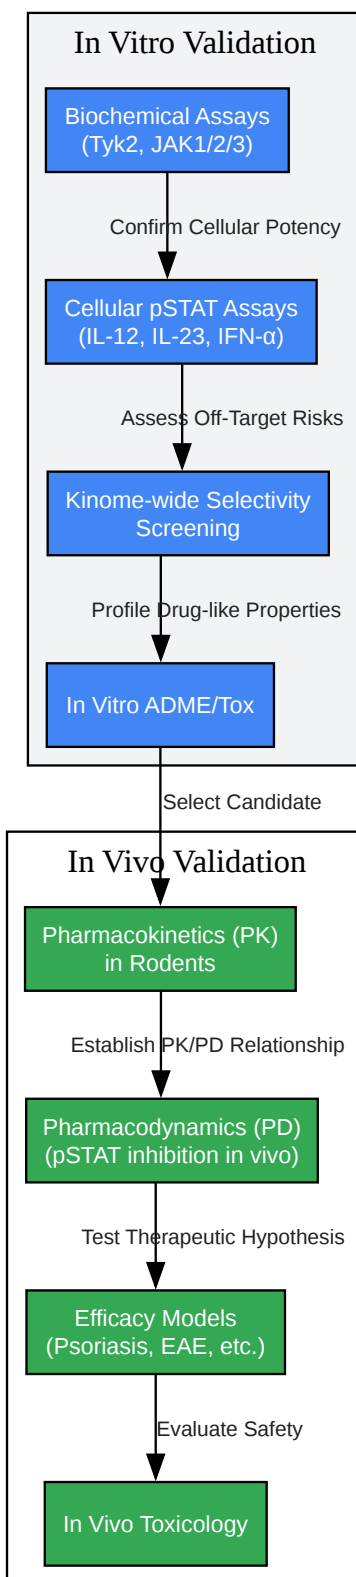 In Vitro Validation
Biochemical Assays
(Tyk2, JAK1/2/3)
Confirm Cellular Potency
Cellular pSTAT Assays
(IL-12, IL-23, IFN-α)
Assess Off-Target Risks
Kinome-wide Selectivity
Screening
Profile Drug-like Properties
In Vitro ADME/Tox
Select Candidate
In Vivo Validation
Pharmacokinetics (PK)
in Rodents
Establish PK/PD Relationship
Pharmacodynamics (PD)
(pSTAT inhibition in vivo)
Test Therapeutic Hypothesis
Efficacy Models
(Psoriasis, EAE, etc.)
Evaluate Safety
In Vivo Toxicology